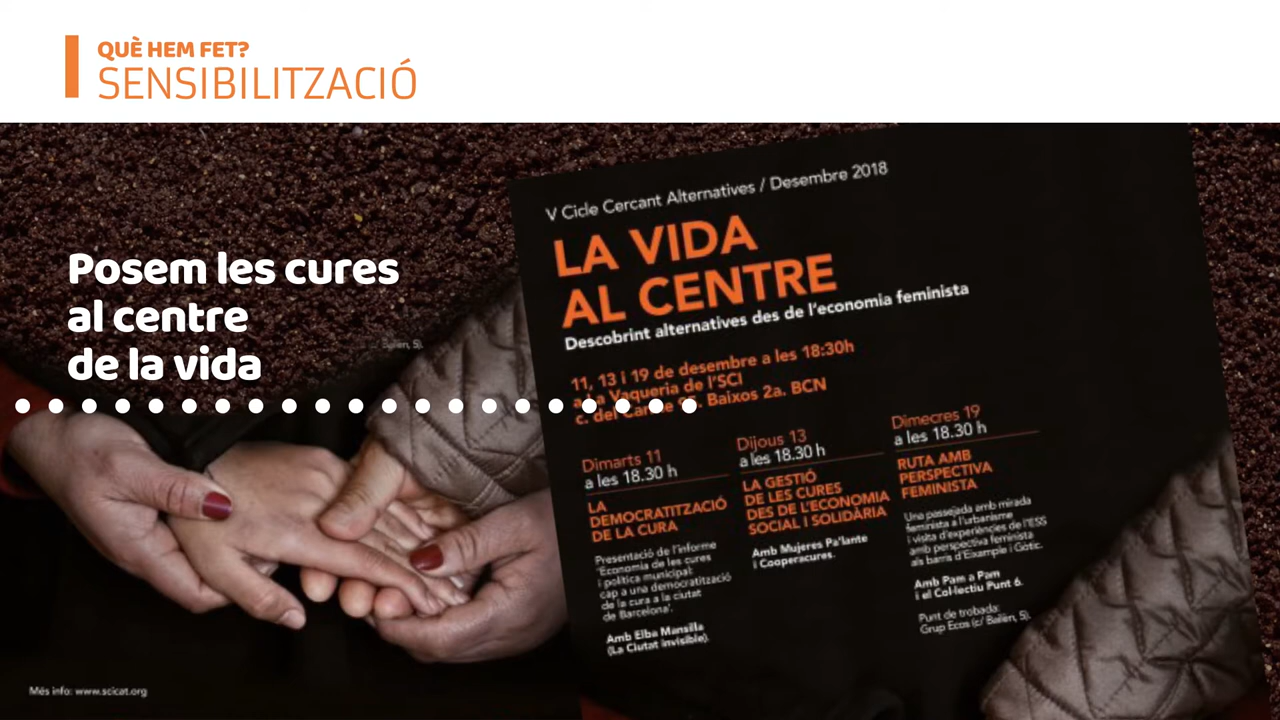 QUÈ HEM FET?
SENSIBILITZACIÓ
Posem les cures
al centre
de la vida
V Cicle Cercant Alternatives / Desembre 2018
LA VIDA
AL CENTRE
Descobrint alternatives des de l'economia feminista
11, 13 i 19 de desembre a les 18:30h
a la Vaqueria de l'SCI
c. del Baixos 2a. BCN
Dimarts 11
a les 18.30 h
LA
DEMOCRATITZACIÓ
DE LA CURA
Presentació de l'informe
'Economia de les cures
i política municipal:
cap a una democratització
de la cura a la ciutat
de Barcelona'.
Amb Elba Mansilla
(La Ciutat invisible).
Dijous 13
a les 18.30 h
LA GESTIÓ
DE LES CURES
DES DE L'ECONOMIA
SOCIAL I SOLIDÀRIA
Amb Mujeres Pa'lante
i Cooperacures.
Dimecres 19
a les 18.30 h
RUTA AMB
PERSPECTIVA
FEMINISTA
Una passejada amb mirada
feminista a l'urbanisme
i visita d'experiències de l'ESS
amb perspectiva feminista
als barris d'Eixample i Gòtic.
Amb Pam a Pam
i el Col·lectiu Punt 6.
Punt de trobada:
Grup Ecos (c/ Bailen, 5).
c/ Bailen, 5).
Més info: www.scicat.org